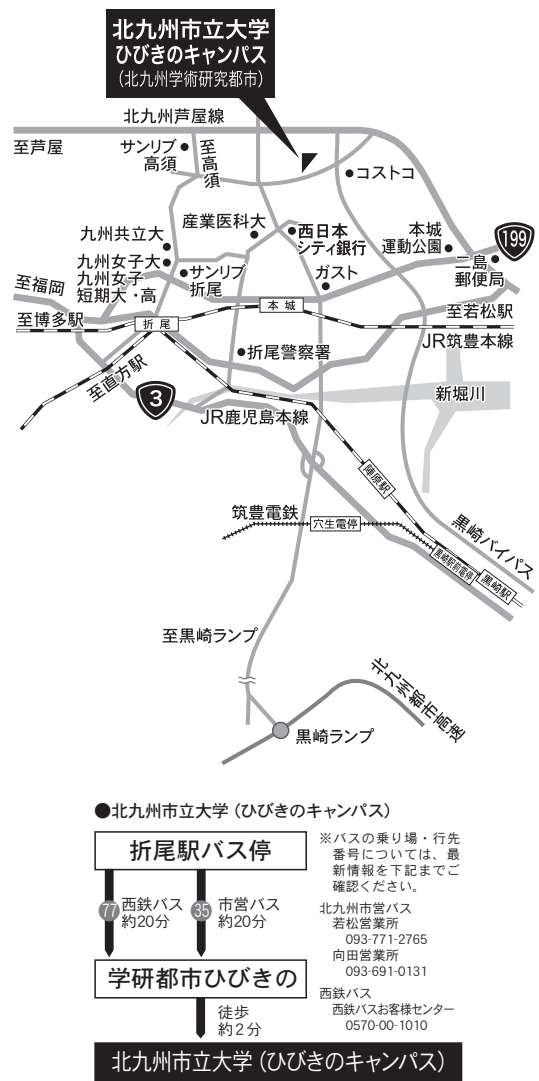 北九州市立大学
ひびきのキャンパス
（北九州学術研究都市）
北九州芦屋線
至芦屋
サンリブ
高須
至高須
コストコ
産業医科大
西日本
シティ銀行
本城
運動公園
199
九州共立大
九州女子大
九州女子
短期大・高
サンリブ
折尾
ガスト
二島
郵便局
至福岡
至博多駅
折尾
本城
至若松駅
JR筑豊本線
折尾警察署
至直方駅
3
JR鹿児島本線
新堀川
陣原駅
筑豊電鉄
穴生電停
黒崎バイパス
黒崎駅前電停
黒崎駅
至黒崎ランプ
北九州都市高速
黒崎ランプ
●北九州市立大学（ひびきのキャンパス）
折尾駅バス停
77 西鉄バス
約20分
35 市営バス
約20分
学研都市ひびきの
徒歩
約2分
北九州市立大学（ひびきのキャンパス）
※バスの乗り場・行先
番号については、最
新情報を下記までご
確認ください。
北九州市営バス
若松営業所
093-771-2765
向田営業所
093-691-0131
西鉄バス
西鉄バスお客様センター
0570-00-1010